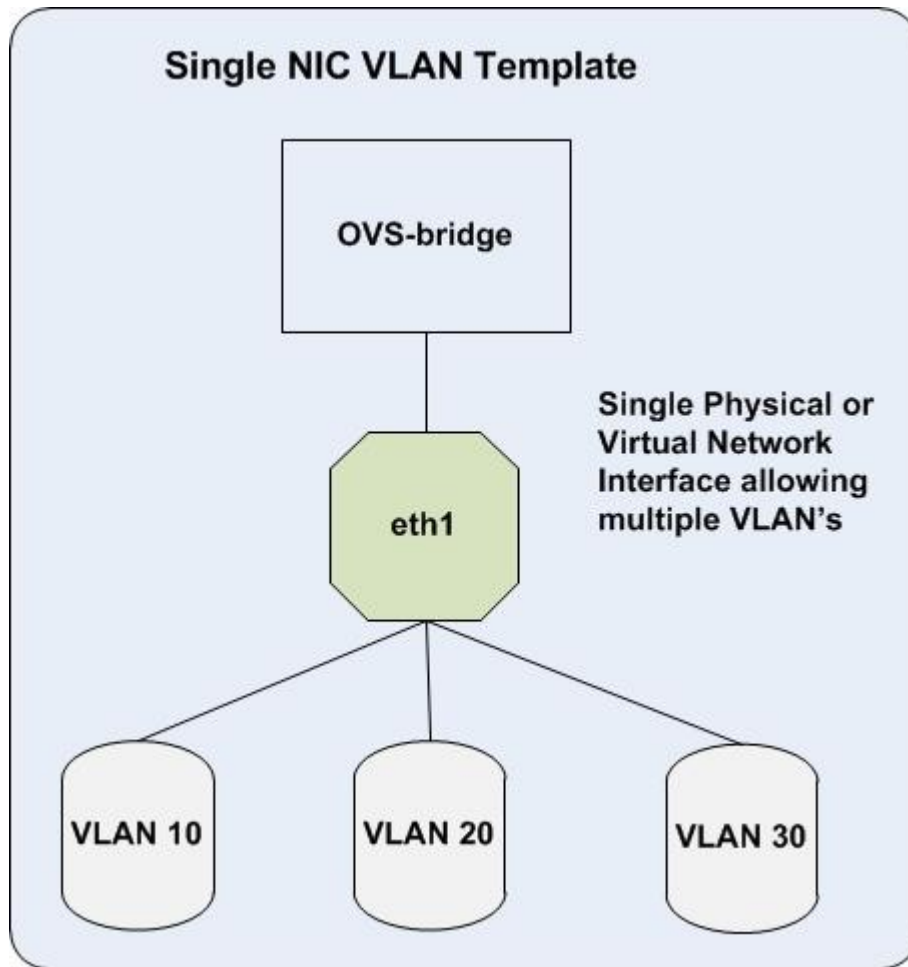 Single NIC VLAN Template
OVS-bridge
Single Physical or
Virtual Network
Interface allowing
multiple VLAN’s
eth1
VLAN 10
VLAN 20
VLAN 30